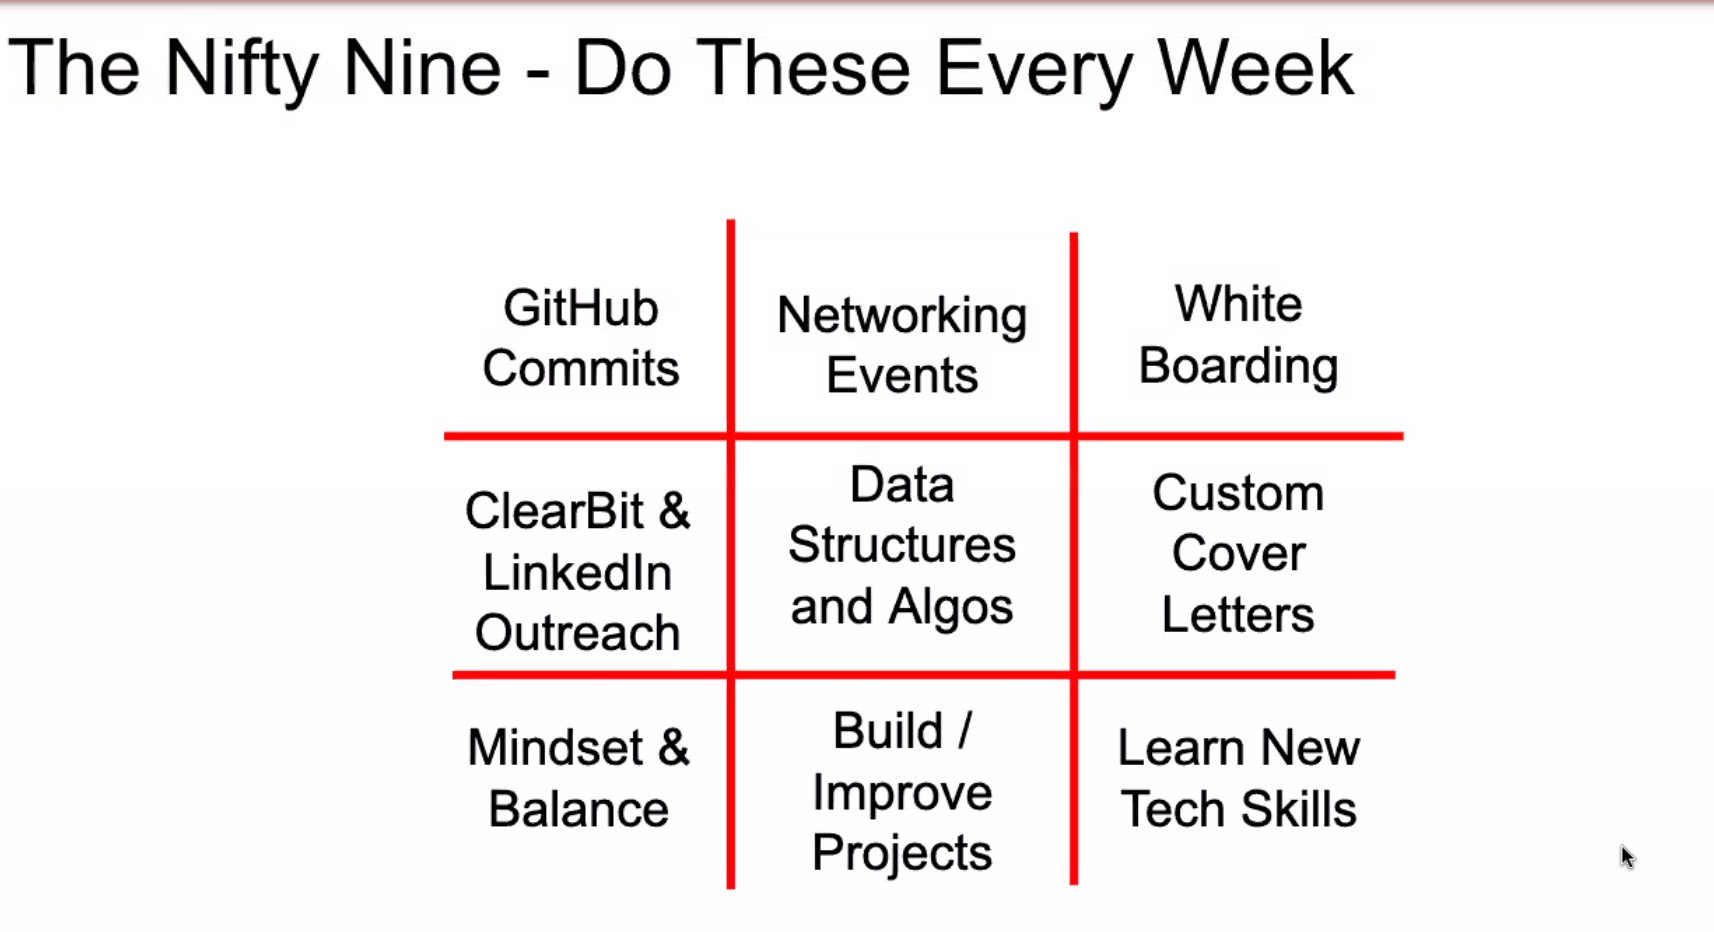 The Nifty Nine - Do These Every Week
GitHub
Commits
Networking
Events
White
Boarding
ClearBit &
LinkedIn
Outreach
Data
Structures
and Algos
Custom
Cover
Letters
Mindset &
Balance
Build /
Improve
Projects
Learn New
Tech Skills